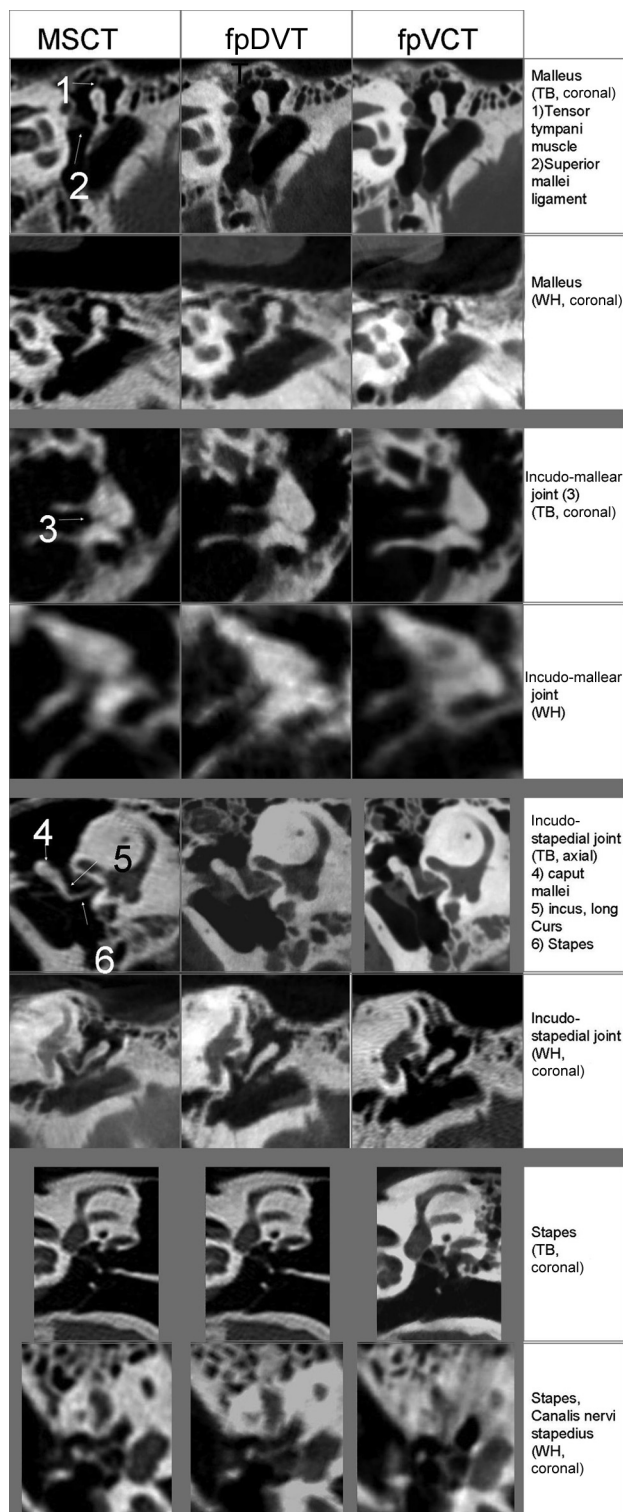 MSCT
fpDVT
T
fpVCT
1
2
Malleus
(TB, coronal)
1)Tensor
tympani
muscle
2)Superior
mallei
ligament
Malleus
(WH, coronal)
3
Incudo-mallear
joint (3)
(TB, coronal)
Incudo-mallear
joint
(WH)
4
5
6
Incudo-
stapedial joint
(TB, axial)
4) caput
mallei
5) incus, long
Curs
6) Stapes
Incudo-
stapedial joint
(WH,
coronal)
Stapes
(TB,
coronal)
Stapes,
Canalis nervi
stapedius
(WH,
coronal)